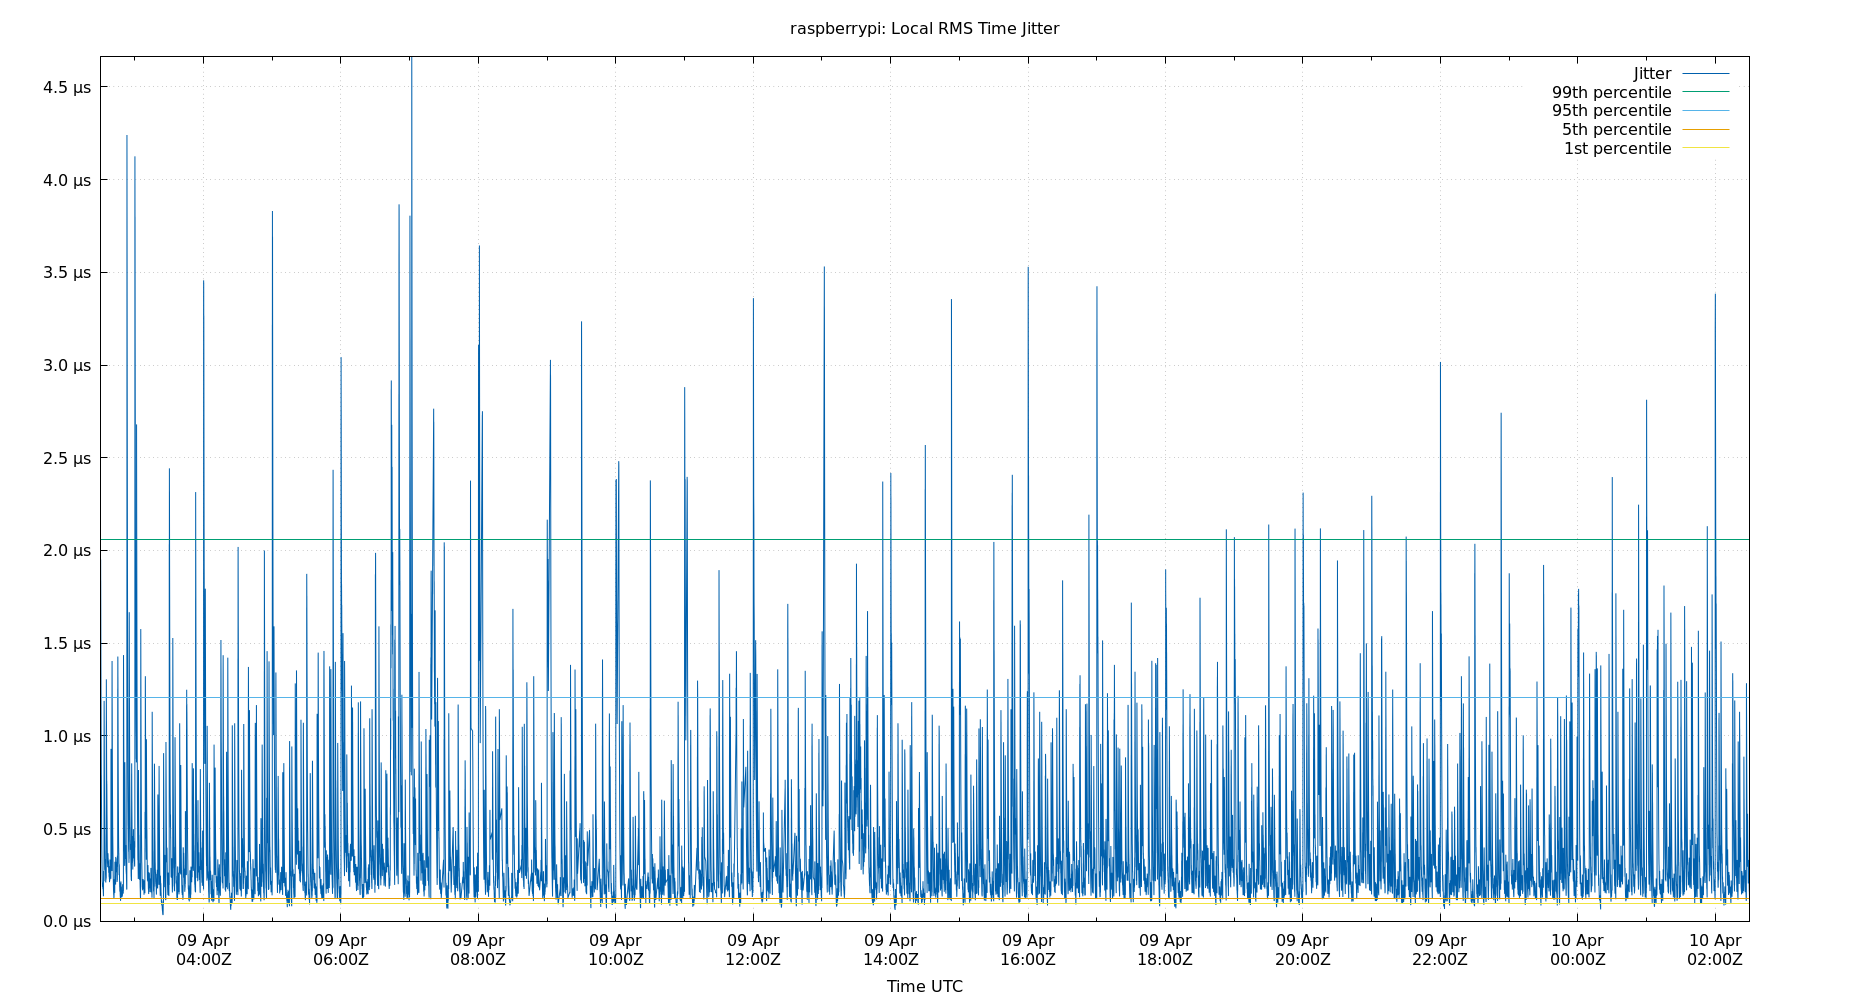 raspberrypi: Local RMS Time Jitter
Jitter
99th percentile
95th percentile
5th percentile
1st percentile
4.5 µs
4.0 µs
3.5 µs
3.0 µs
2.5 µs
2.0 µs
1.5 µs
1.0 µs
0.5 µs
0.0 µs
09 Apr 09 Apr 09 Apr 09 Apr 09 Apr 09 Apr 09 Apr 09 Apr 09 Apr 09 Apr 10 Apr 10 Apr
04:00Z 06:00Z 08:00Z 10:00Z 12:00Z 14:00Z 16:00Z 18:00Z 20:00Z 22:00Z 00:00Z 02:00Z
Time UTC